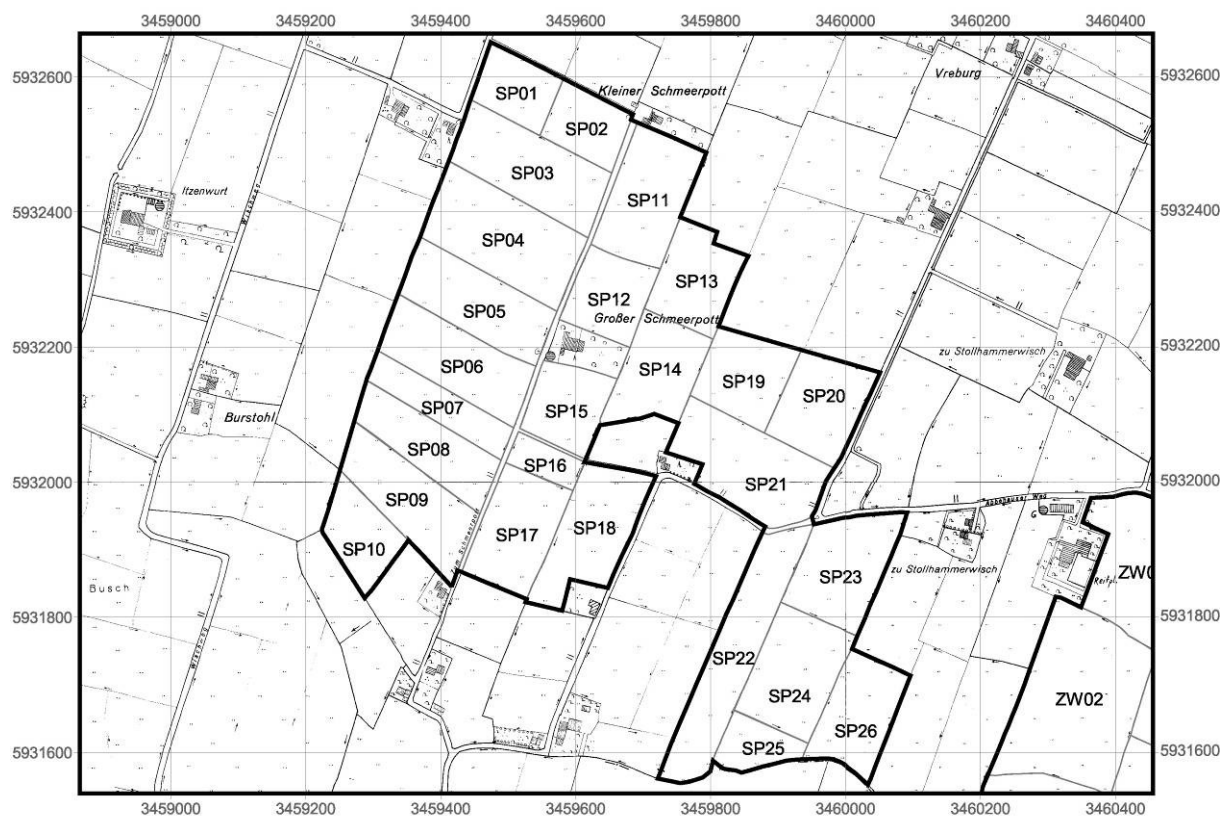 3459000 3459200 3459400 3459600 3459800 3460000 3460200 3460400
5932600 5932600
Vreburg
SP01
Kleiner Schmeerpott
SP02
SP03
Itzenwurt
SP11
5932400 5932400
SP04
SP13
SP12
SP05
Großer Schmeerpott
5932200 5932200
zu Stollhammerwisch
SP06
SP14
SP19
SP20
SP07
SP15
Burstohl
SP08
SP16
5932000 5932000
SP21
SP09
SP17
SP18
SP10
SP23
zu Stollhammerwisch
ZW0
Reitpl.
Busch
5931800 5931800
SP22
SP24
ZW02
SP26
SP25
5931600 5931600
3459000 3459200 3459400 3459600 3459800 3460000 3460200 3460400